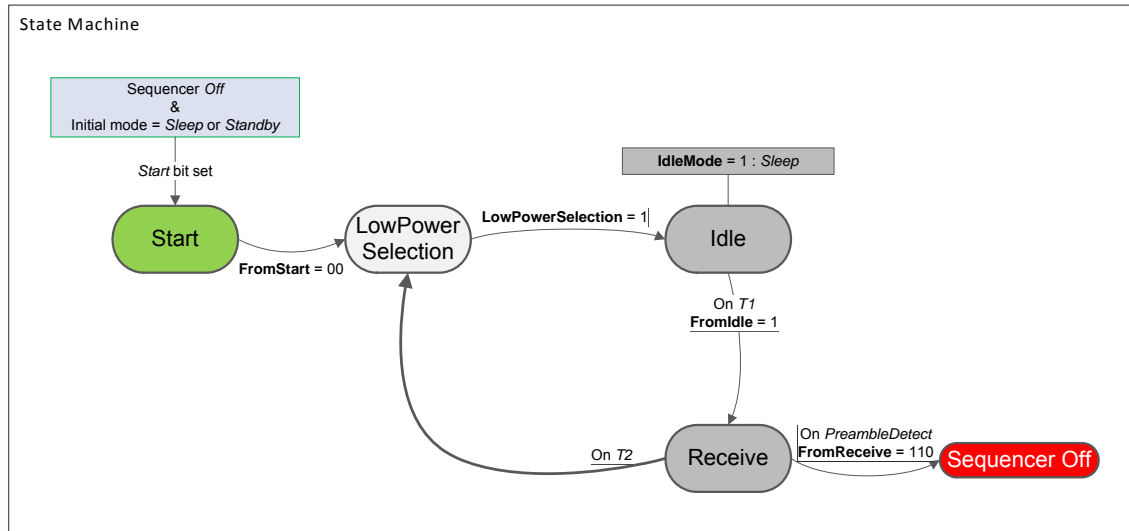 State Machine
Sequencer Off
&
Initial mode = Sleep or Standby
Start bit set
IdleMode = 1 : Sleep
Start
LowPower
Selection
LowPowerSelection = 1
Idle
FromStart = 00
On T1
FromIdle = 1
On T2
Receive
On PreambleDetect
FromReceive = 110
Sequencer Off